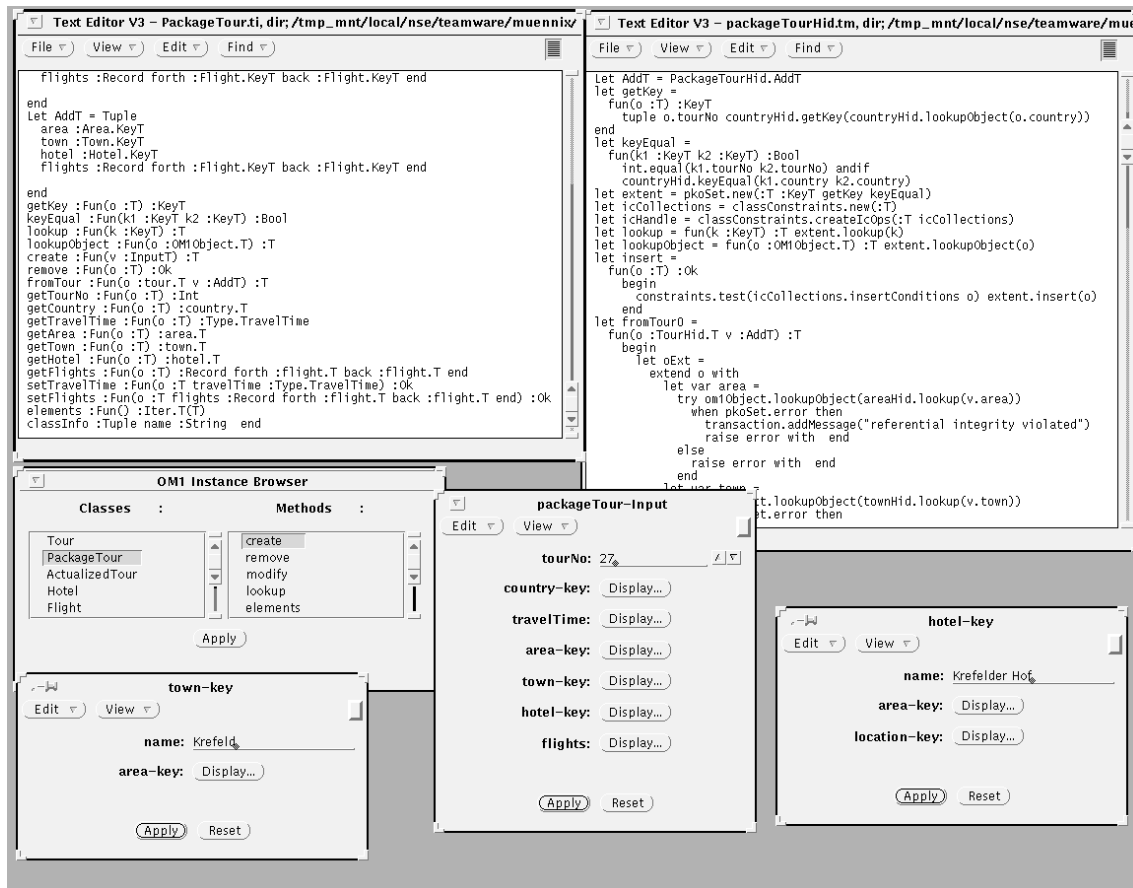 Text Editor V3 – PackageTour.ti, dir; /tmp_mnt/local/nse/teamware/muennix/
File View Edit Find
flights :Record forth :Flight.KeyT back :Flight.KeyT end
end
Let AddT = Tuple
area :Area.KeyT
town :Town.KeyT
hotel :Hotel.KeyT
flights :Record forth :Flight.KeyT back :Flight.KeyT end
end
getKey :Fun(o :T) :KeyT
keyEqual :Fun(k1 :KeyT k2 :KeyT) :Bool
lookup :Fun(k :KeyT) :T
lookupObject :Fun(o :OM1Object.T) :T
create :Fun(v :InputT) :T
remove :Fun(o :T) :Ok
fromTour :Fun(o :tour.T v :AddT) :T
getTourNo :Fun(o :T) :Int
getCountry :Fun(o :T) :country.T
getTravelTime :Fun(o :T) :Type.TravelTime
getArea :Fun(o :T) :area.T
getTown :Fun(o :T) :town.T
getHotel :Fun(o :T) :hotel.T
getFlights :Fun(o :T) :Record forth :flight.T back :flight.T end
setTravelTime :Fun(o :T travelTime :Type.TravelTime) :Ok
setFlights :Fun(o :T flights :Record forth :flight.T back :flight.T end) :Ok
elements :Fun() :Iter.T(T)
classInfo :Tuple name :String end
Text Editor V3 – packageTourHid.tm, dir; /tmp_mnt/local/nse/teamware/mue
File View Edit Find
Let AddT = PackageTourHid.AddT
let getKey =
fun(o :T) :KeyT
tuple o.tourNo countryHid.getKey(countryHid.lookupObject(o.country))
end
let keyEqual =
fun(k1 :KeyT k2 :KeyT) :Bool
int.equal(k1.tourNo k2.tourNo) andif
countryHid.keyEqual(k1.country k2.country)
let extent = pkoSet.new(:T :KeyT getKey keyEqual)
let icCollections = classConstraints.new(:T)
let icHandle = classConstraints.createIcOps(:T icCollections)
let lookup = fun(k :KeyT) :T extent.lookup(k)
let lookupObject = fun(o :OM1Object.T) :T extent.lookupObject(o)
let insert =
fun(o :T) :Ok
begin
constraints.test(icCollections.insertConditions o) extent.insert(o)
end
let fromTour0 =
fun(o :TourHid.T v :AddT) :T
begin
let oExt =
extend o with
let var area =
try om1Object.lookupObject(areaHid.lookup(v.area))
when pkoSet.error then
transaction.addMessage("referential integrity violated")
raise error with end
else
raise error with end
end
let var town =
ct.lookupObject(townHid.lookup(v.town))
et.error then
OM1 Instance Browser
Classes : Methods :
Tour
PackageTour
ActualizedTour
Hotel
Flight
create
remove
modify
lookup
elements
Apply
packageTour–Input
Edit View
tourNo: 27
country–key: Display...
travelTime: Display...
area–key: Display...
town–key: Display...
hotel–key: Display...
flights: Display...
Apply Reset
hotel–key
Edit View
name: Krefelder Hof
area–key: Display...
location–key: Display...
Apply Reset
town–key
Edit View
name: Krefeld
area–key: Display...
Apply Reset